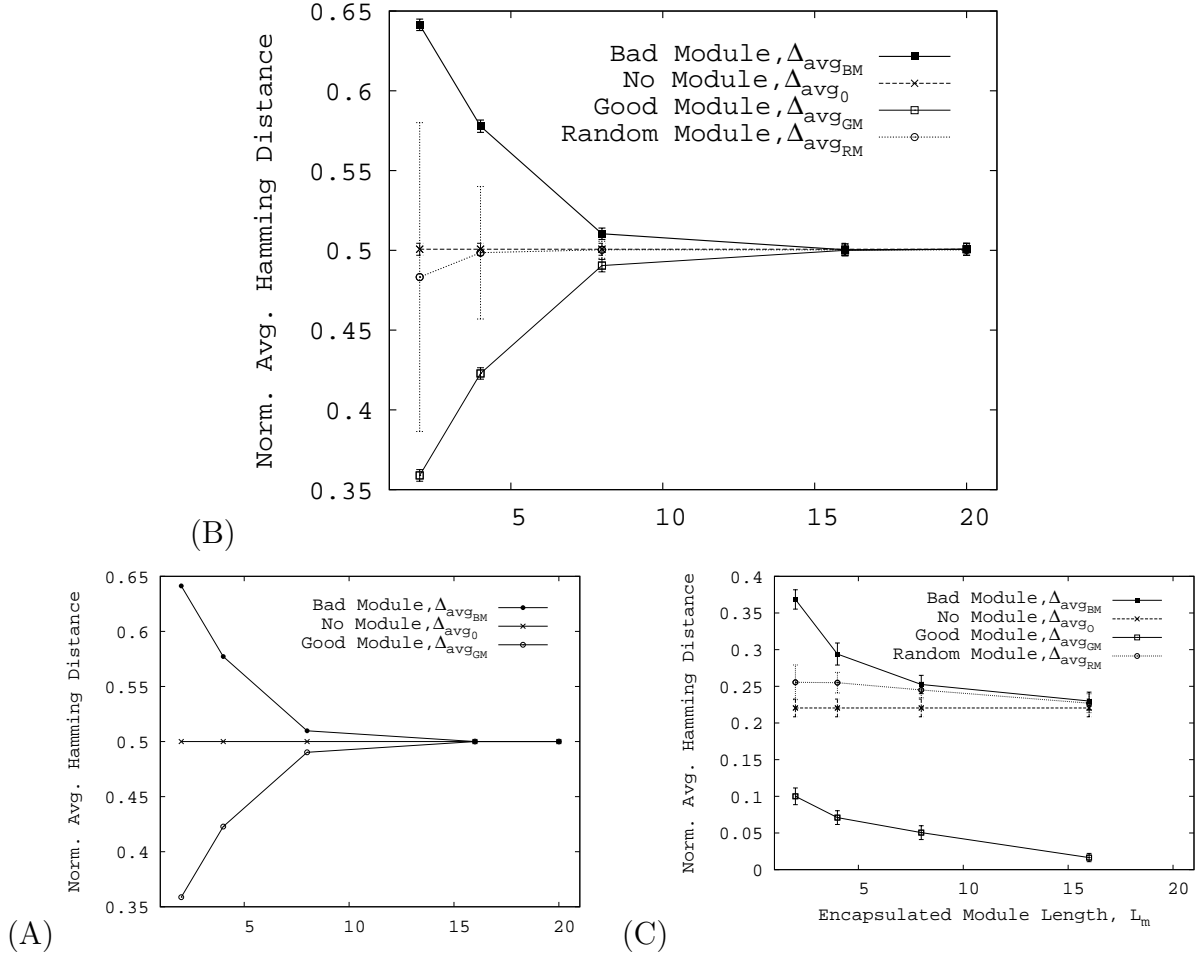 0.65
0.6
0.55
0.5
0.45
0.4
0.35
Norm. Avg. Hamming Distance
Bad Module,Δavg_BM
No Module,Δavg_0
Good Module,Δavg_GM
Random Module,Δavg_RM
5 10 15 20
(B)
0.65
0.6
0.55
0.5
0.45
0.4
0.35
Norm. Avg. Hamming Distance
Bad Module,Δavg_BM
No Module,Δavg_0
Good Module,Δavg_GM
5 10 15 20
(A)
0.4
0.35
0.3
0.25
0.2
0.15
0.1
0.05
0
Norm. Avg. Hamming Distance
Bad Module,Δavg_BM
No Module,Δavg_O
Good Module,Δavg_GM
Random Module,Δavg_RM
5 10 15 20
Encapsulated Module Length, L_m
(C)